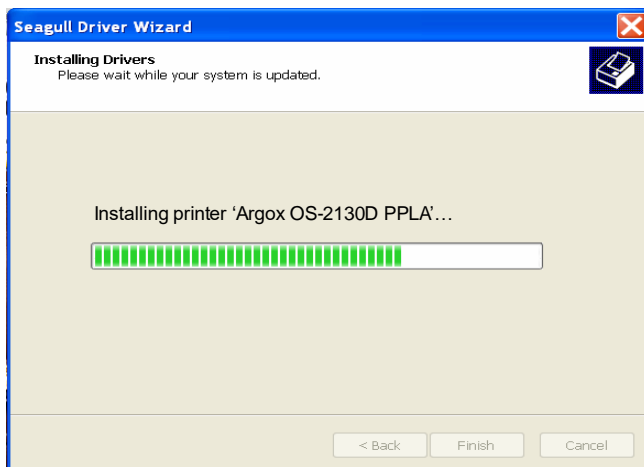 Seagull Driver Wizard
Installing Drivers
Please wait while your system is updated.
Installing printer ‘Argox OS-2130D PPLA’…
< Back
Finish
Cancel